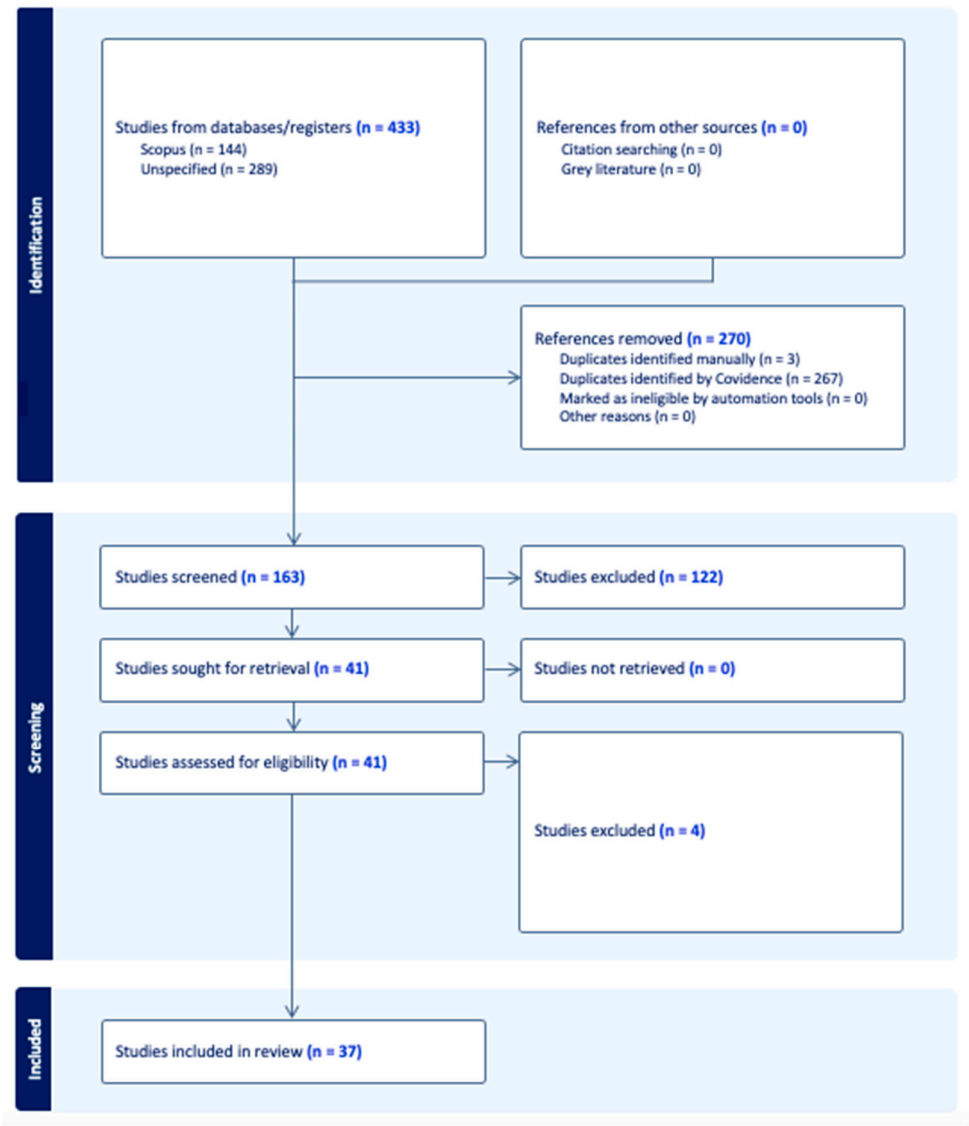 Identification
Studies from databases/registers (n = 433)
Scopus (n = 144)
Unspecified (n = 289)
References from other sources (n = 0)
Citation searching (n = 0)
Grey literature (n = 0)
References removed (n = 270)
Duplicates identified manually (n = 3)
Duplicates identified by Covidence (n = 267)
Marked as ineligible by automation tools (n = 0)
Other reasons (n = 0)
Screening
Studies screened (n = 163)
Studies excluded (n = 122)
Studies sought for retrieval (n = 41)
Studies not retrieved (n = 0)
Studies assessed for eligibility (n = 41)
Studies excluded (n = 4)
Included
Studies included in review (n = 37)